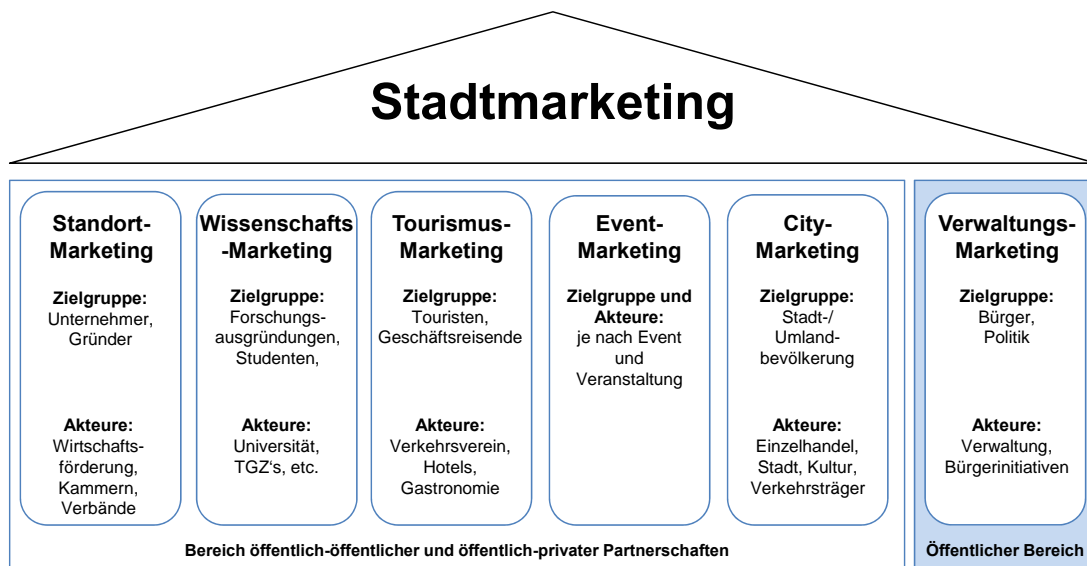 Stadtmarketing
Standort-
Marketing
Zielgruppe:
Unternehmer,
Gründer
Akteure:
Wirtschafts-
förderung,
Kammern,
Verbände
Wissenschafts
-Marketing
Zielgruppe:
Forschungs-
ausgründungen,
Studenten,
Akteure:
Universität,
TGZ‘s, etc.
Tourismus-
Marketing
Zielgruppe:
Touristen,
Geschäftsreisende
Akteure:
Verkehrsverein,
Hotels,
Gastronomie
Event-
Marketing
Zielgruppe und
Akteure:
je nach Event
und
Veranstaltung
City-
Marketing
Zielgruppe:
Stadt-/
Umland-
bevölkerung
Akteure:
Einzelhandel,
Stadt, Kultur,
Verkehrsträger
Bereich öffentlich-öffentlicher und öffentlich-privater Partnerschaften
Verwaltungs-
Marketing
Zielgruppe:
Bürger,
Politik
Akteure:
Verwaltung,
Bürgerinitiativen
Öffentlicher Bereich